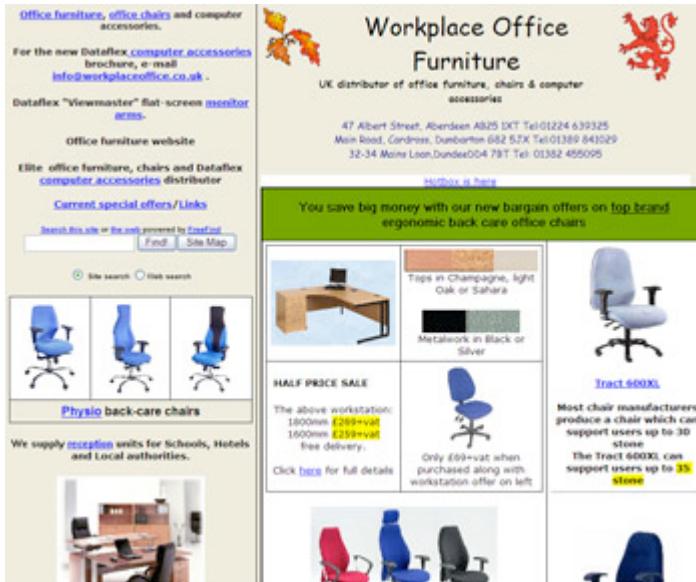 Office furniture, office chairs and computer
accessories.
For the new Dataflex computer accessories
brochure, e-mail
info@workplaceoffice.co.uk .
Dataflex "Viewmaster" flat-screen monitor
arms.
Office furniture website
Elite office furniture, chairs and Dataflex
computer accessories distributor
Current special offers/Links
Search this site or the web powered by FreeFind
Find! Site Map
Site search Web search
Physio back-care chairs
We supply reception units for Schools, Hotels
and Local authorities.
Workplace Office
Furniture
UK distributor of office furniture, chairs & computer
accessories
47 Albert Street, Aberdeen AB25 1XT Tel:01224 639325
Main Road, Cardross, Dumbarton G82 5JX Tel:01389 841029
32-34 Mains Loan,Dundee DD4 7BT Tel: 01382 455095
Hotbox is here
You save big money with our new bargain offers on top brand
ergonomic back care office chairs
Tops in Champagne, light
Oak or Sahara
Metalwork in Black or
Silver
HALF PRICE SALE
The above workstation:
1800mm £269+vat
1600mm £259+vat
free delivery.
Click here for full details
Only £69+vat when
purchased along with
workstation offer on left
Tract 600XL
Most chair manufacturers
produce a chair which can
support users up to 30
stone
The Tract 600XL can
support users up to 35
stone